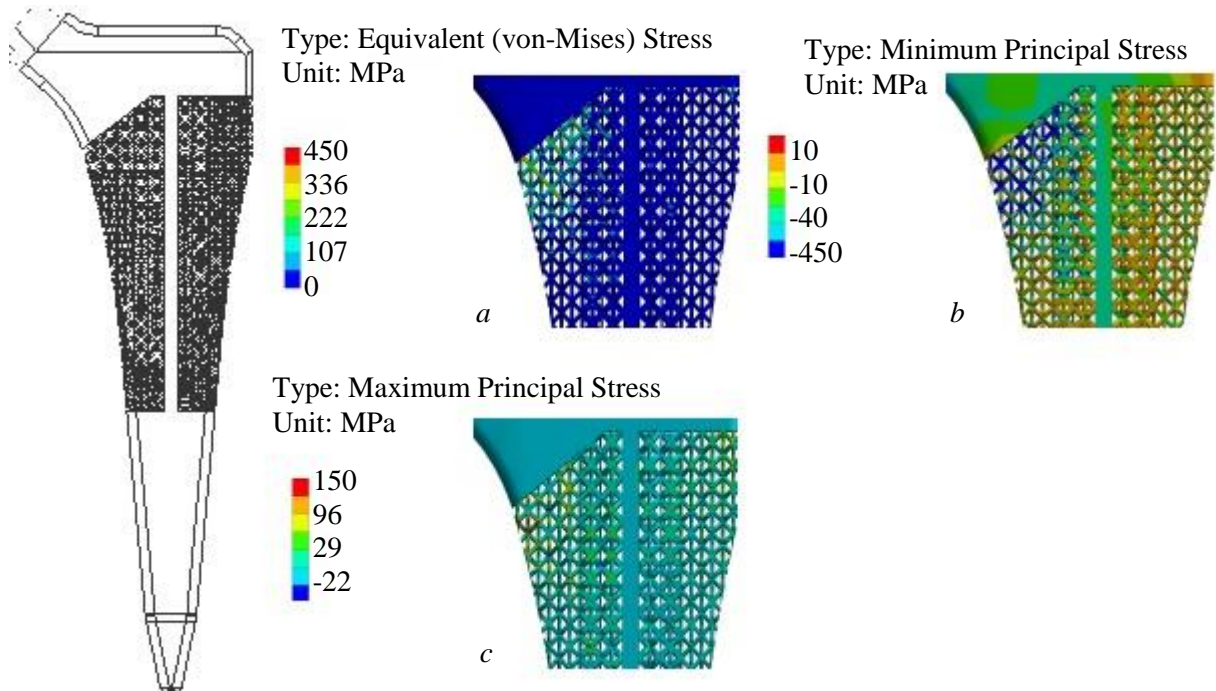 Type: Equivalent (von-Mises) Stress
Unit: MPa
450
336
222
107
0
a
Type: Minimum Principal Stress
Unit: MPa
10
-10
-40
-450
b
Type: Maximum Principal Stress
Unit: MPa
150
96
29
-22
c